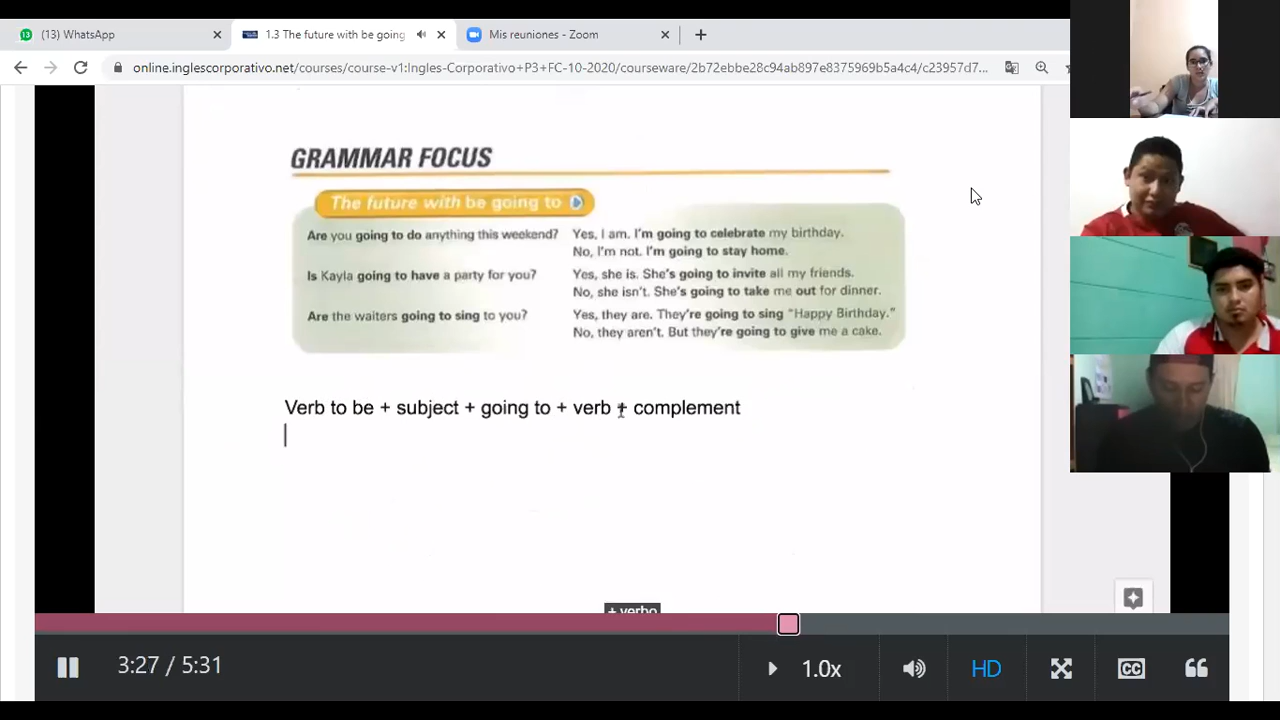 (13) WhatsApp
1.3 The future with be going
Mis reuniones - Zoom
online.inglescorporativo.net/courses/course-v1:Ingles-Corporativo+P3+FC-10-2020/courseware/2b72ebbe28c94ab897e8375969b5a4c4/c23957d7...
GRAMMAR FOCUS
The future with be going to
Are you going to do anything this weekend? Yes, I am. I'm going to celebrate my birthday.
No, I'm not. I'm going to stay home.
Is Kayla going to have a party for you? Yes, she is. She's going to invite all my friends.
No, she isn't. She's going to take me out for dinner.
Are the waiters going to sing to you? Yes, they are. They're going to sing "Happy Birthday."
No, they aren't. But they're going to give me a cake.
Verb to be + subject + going to + verb + complement
+ verbo
3:27 / 5:31
1.0x
HD
CC